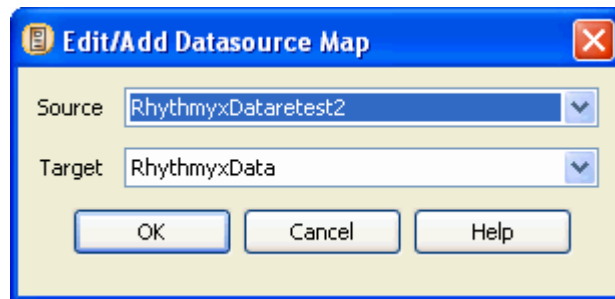 Edit/Add Datasource Map
Source RhythmyxDataretest2
Target RhythmyxData
OK Cancel Help